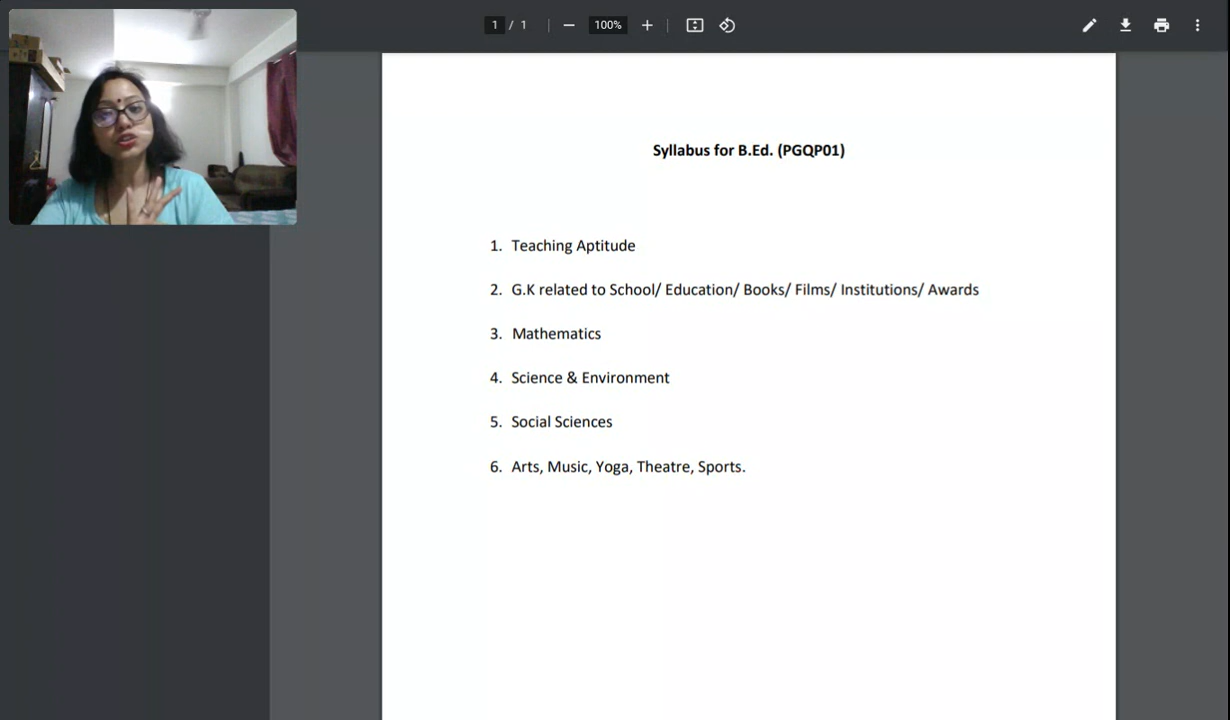 1 / 1
100%
Syllabus for B.Ed. (PGQP01)
1. Teaching Aptitude
2. G.K related to School/ Education/ Books/ Films/ Institutions/ Awards
3. Mathematics
4. Science & Environment
5. Social Sciences
6. Arts, Music, Yoga, Theatre, Sports.